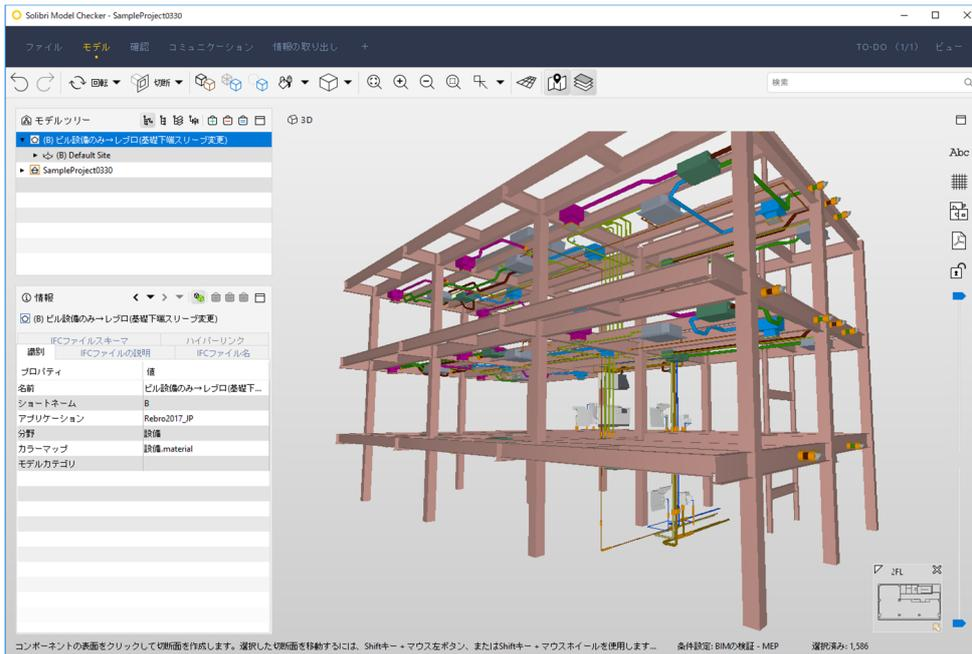 Solibri Model Checker - SampleProject0330
ファイル モデル 確認 コミュニケーション 情報の取り出し + TO-DO (1/1) ビュー
回転 切断 検索
モデルツリー
3D
(B) ビル設備のみ→レブロ(基礎下端スリーブ変更)
(B) Default Site
SampleProject0330
Abc
情報
(B) ビル設備のみ→レブロ(基礎下端スリーブ変更)
IFCファイルスキーマ ハイパーリンク
識別 IFCファイルの説明 IFCファイル名
プロパティ 値
名前 ビル設備のみ→レブロ(基礎下...
ショートネーム B
アプリケーション Rebro2017_JP
分野 設備
カラーマップ 設備.material
モデルカテゴリ
2FL
コンポーネントの表面をクリックして切断面を作成します。選択した切断面を移動するには、Shiftキー + マウス左ボタン、またはShiftキー + マウスホイールを使用します... 条件設定: BIMの検証 - MEP 選択済み: 1,586